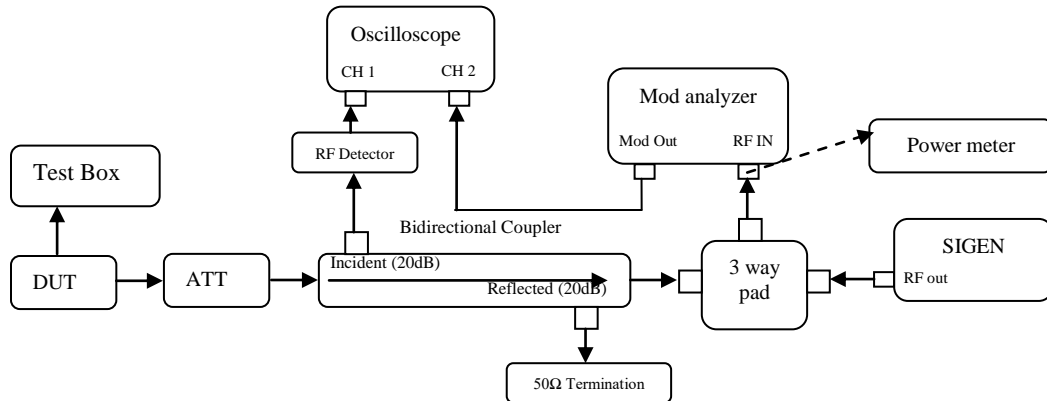 Oscilloscope
CH 1
CH 2
Mod analyzer
Mod Out
RF IN
RF Detector
Power meter
Test Box
Bidirectional Coupler
SIGEN
RF out
DUT
ATT
Incident (20dB)
Reflected (20dB)
3 way
pad
50Ω Termination